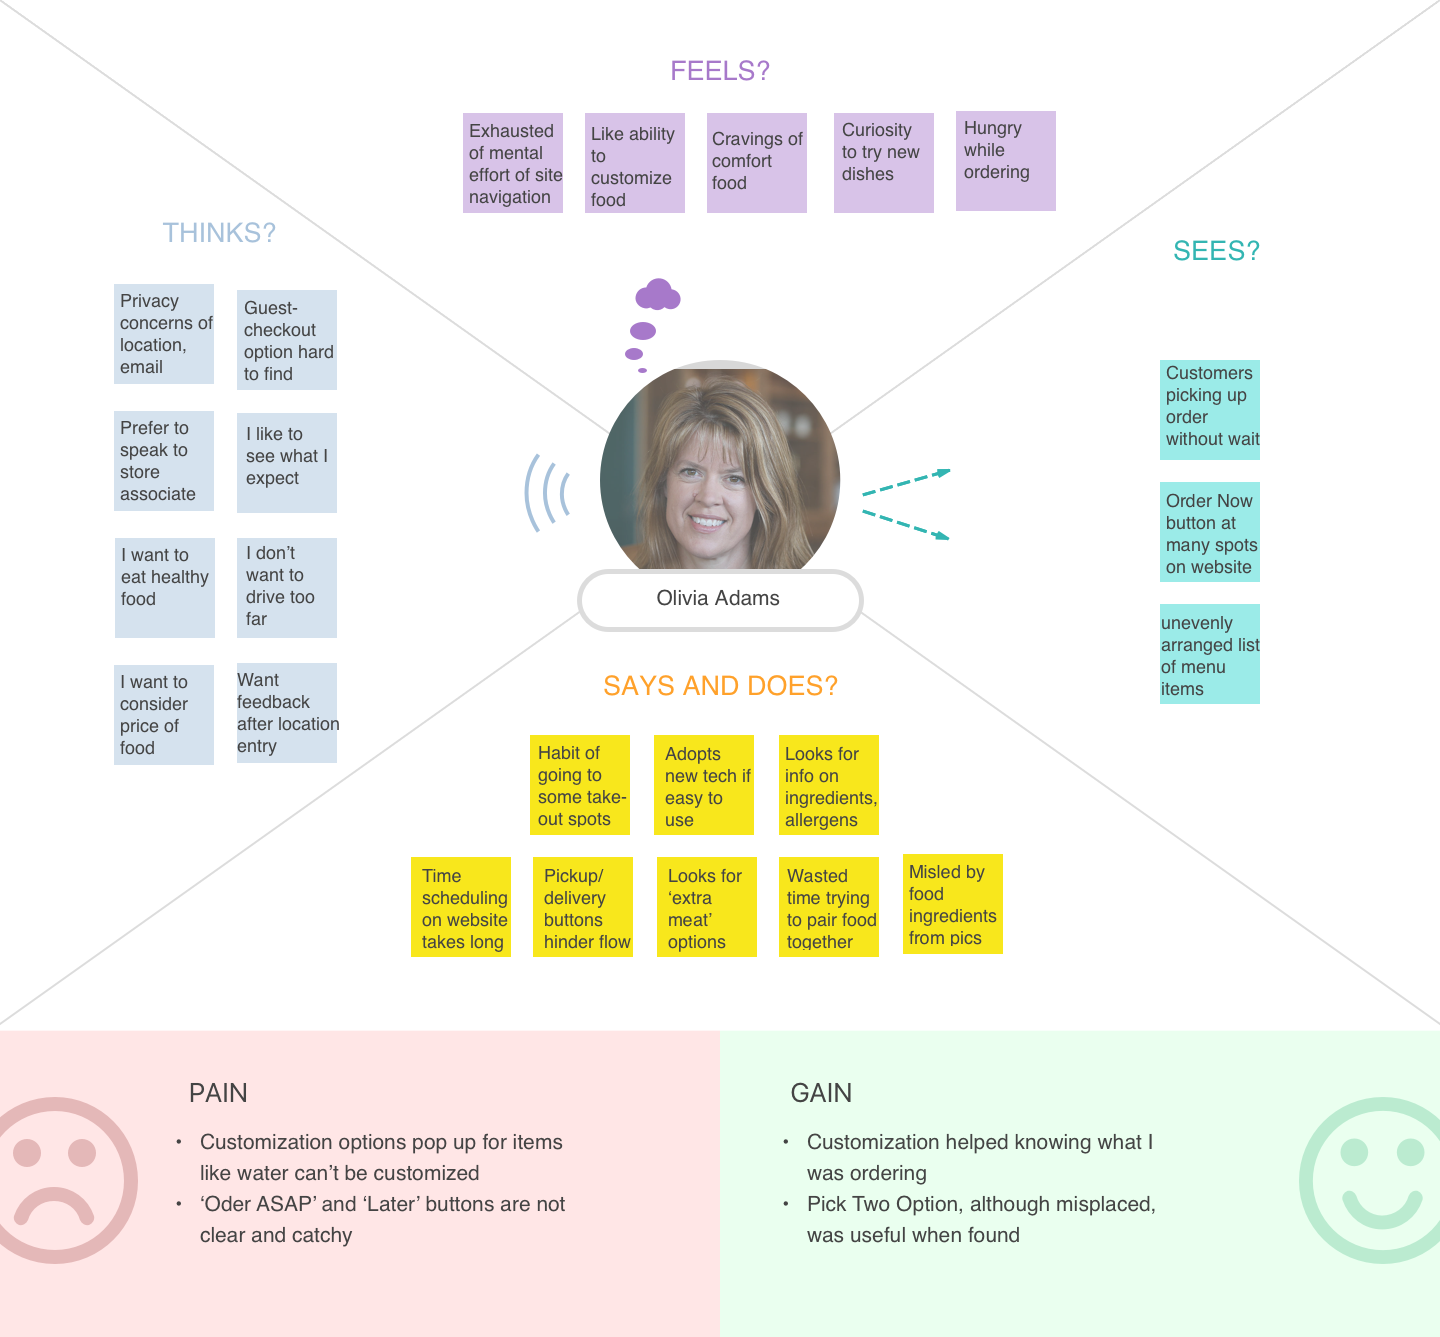 FEELS?
Exhausted
of mental
effort of site
navigation
Like ability
to
customize
food
Cravings of
comfort
food
Curiosity
to try new
dishes
Hungry
while
ordering
THINKS?
Privacy
concerns of
location,
email
Guest-
checkout
option hard
to find
Prefer to
speak to
store
associate
I like to
see what I
expect
I want to
eat healthy
food
I don’t
want to
drive too
far
I want to
consider
price of
food
Want
feedback
after location
entry
SEES?
Customers
picking up
order
without wait
Order Now
button at
many spots
on website
unevenly
arranged list
of menu
items
Olivia Adams
SAYS AND DOES?
Habit of
going to
some take-
out spots
Adopts
new tech if
easy to
use
Looks for
info on
ingredients,
allergens
Time
scheduling
on website
takes long
Pickup/
delivery
buttons
hinder flow
Looks for
‘extra
meat’
options
Wasted
time trying
to pair food
together
Misled by
food
ingredients
from pics
PAIN
• Customization options pop up for items
like water can’t be customized
• ‘Oder ASAP’ and ‘Later’ buttons are not
clear and catchy
GAIN
• Customization helped knowing what I
was ordering
• Pick Two Option, although misplaced,
was useful when found